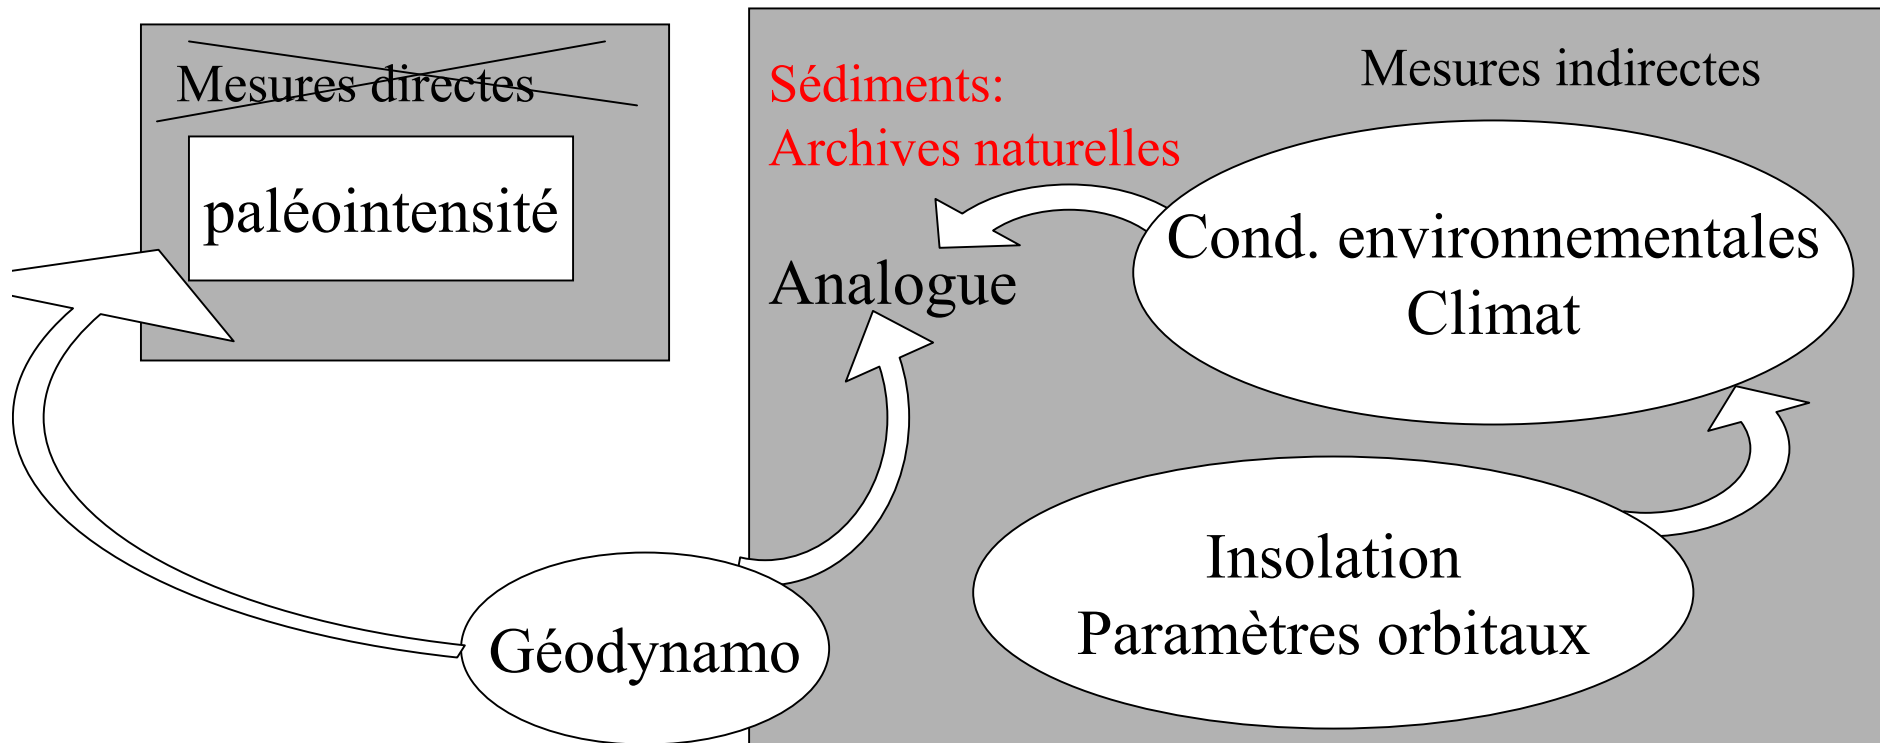 Mesures directes
paléointensité
Sédiments:
Archives naturelles
Mesures indirectes
Analogue
Cond. environnementales
Climat
Insolation
Paramètres orbitaux
Géodynamo